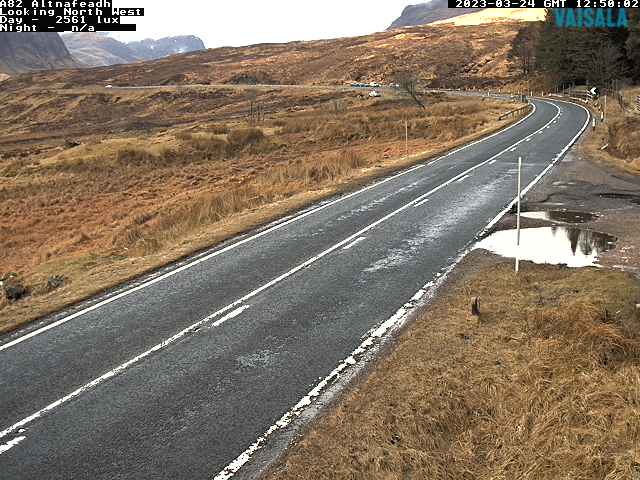 A82 Altnafeadh
Looking North West
Day - 2561 lux
Night - n/a
2023-03-24 GMT 12:50:02
VAISALA